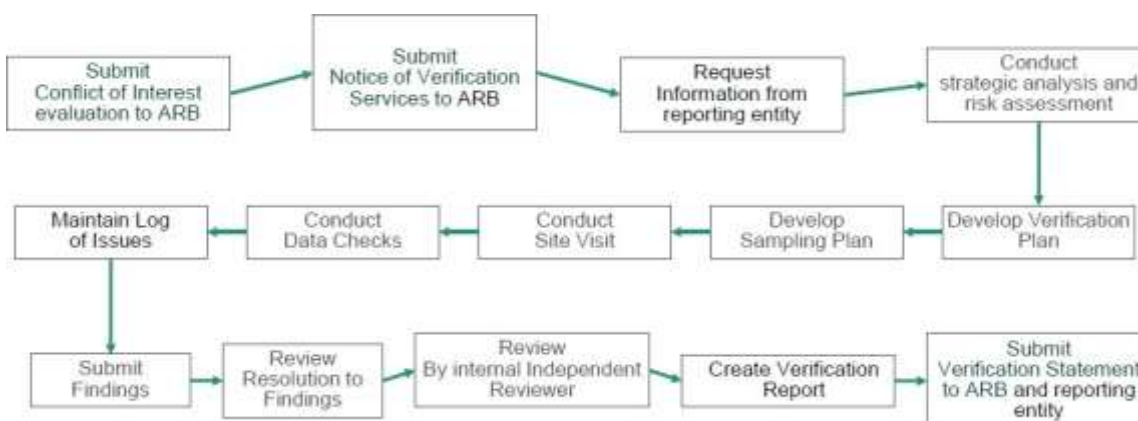 Submit
Conflict of Interest
evaluation to ARB
Submit
Notice of Verification
Services to ARB
Request
Information from
reporting entity
Conduct
strategic analysis and
risk assessment
Develop Verification
Plan
Develop
Sampling Plan
Conduct
Site Visit
Conduct
Data Checks
Maintain Log
of Issues
Submit
Findings
Review
Resolution to
Findings
Review
By internal Independent
Reviewer
Create Verification
Report
Submit
Verification Statement
to ARB and reporting
entity